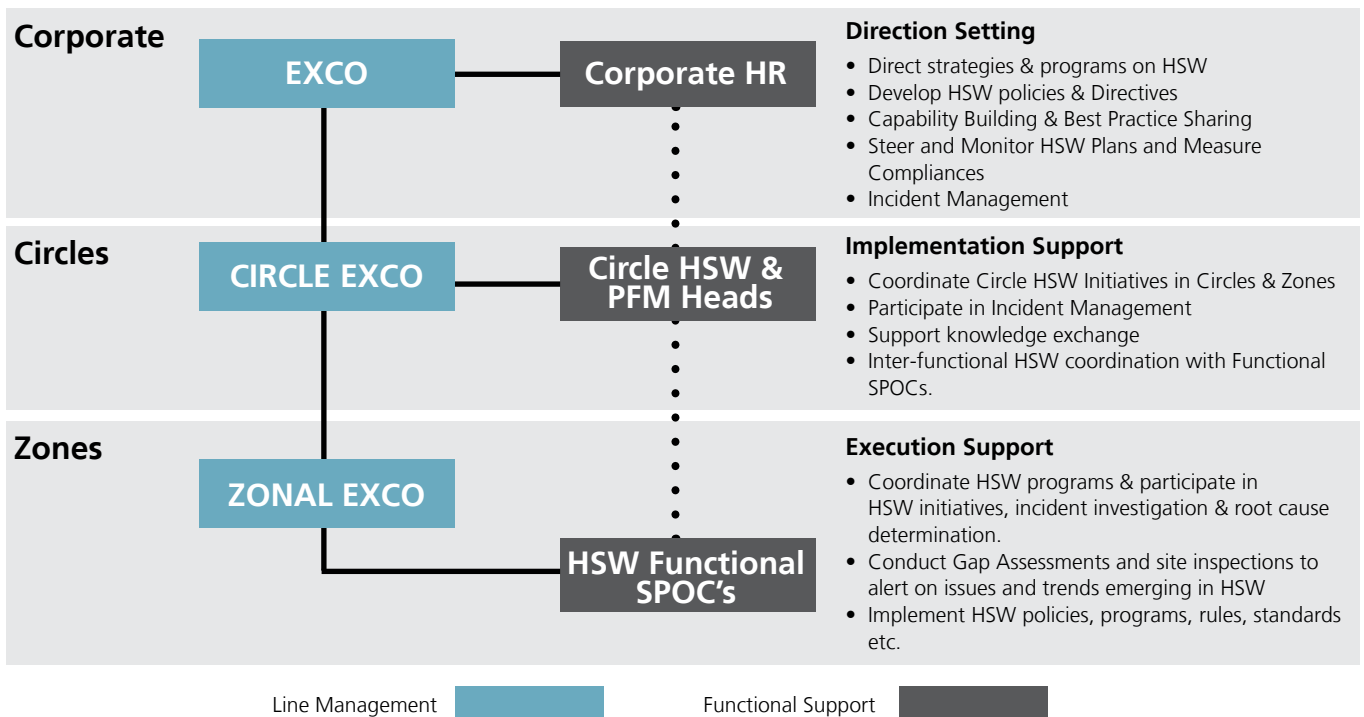 Corporate
EXCO
Corporate HR
Direction Setting
• Direct strategies & programs on HSW
• Develop HSW policies & Directives
• Capability Building & Best Practice Sharing
• Steer and Monitor HSW Plans and Measure
Compliances
• Incident Management
Circles
CIRCLE EXCO
Circle HSW &
PFM Heads
Implementation Support
• Coordinate Circle HSW Initiatives in Circles & Zones
• Participate in Incident Management
• Support knowledge exchange
• Inter-functional HSW coordination with Functional
SPOCs.
Zones
ZONAL EXCO
HSW Functional
SPOC’s
Execution Support
• Coordinate HSW programs & participate in
HSW initiatives, incident investigation & root cause
determination.
• Conduct Gap Assessments and site inspections to
alert on issues and trends emerging in HSW
• Implement HSW policies, programs, rules, standards
etc.
Line Management
Functional Support